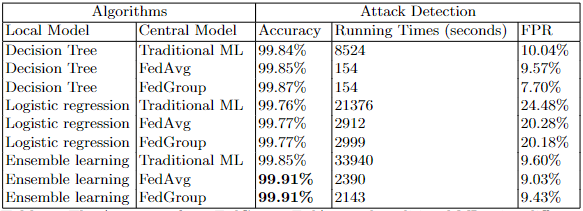 Algorithms Attack Detection
Local Model Central Model Accuracy Running Times (seconds) FPR
Decision Tree Traditional ML 99.84% 8524 10.04%
Decision Tree FedAvg 99.85% 154 9.57%
Decision Tree FedGroup 99.87% 154 7.70%
Logistic regression Traditional ML 99.76% 21376 24.48%
Logistic regression FedAvg 99.77% 2912 20.28%
Logistic regression FedGroup 99.77% 2999 20.18%
Ensemble learning Traditional ML 99.85% 33940 9.60%
Ensemble learning FedAvg 99.91% 2390 9.03%
Ensemble learning FedGroup 99.91% 2143 9.43%